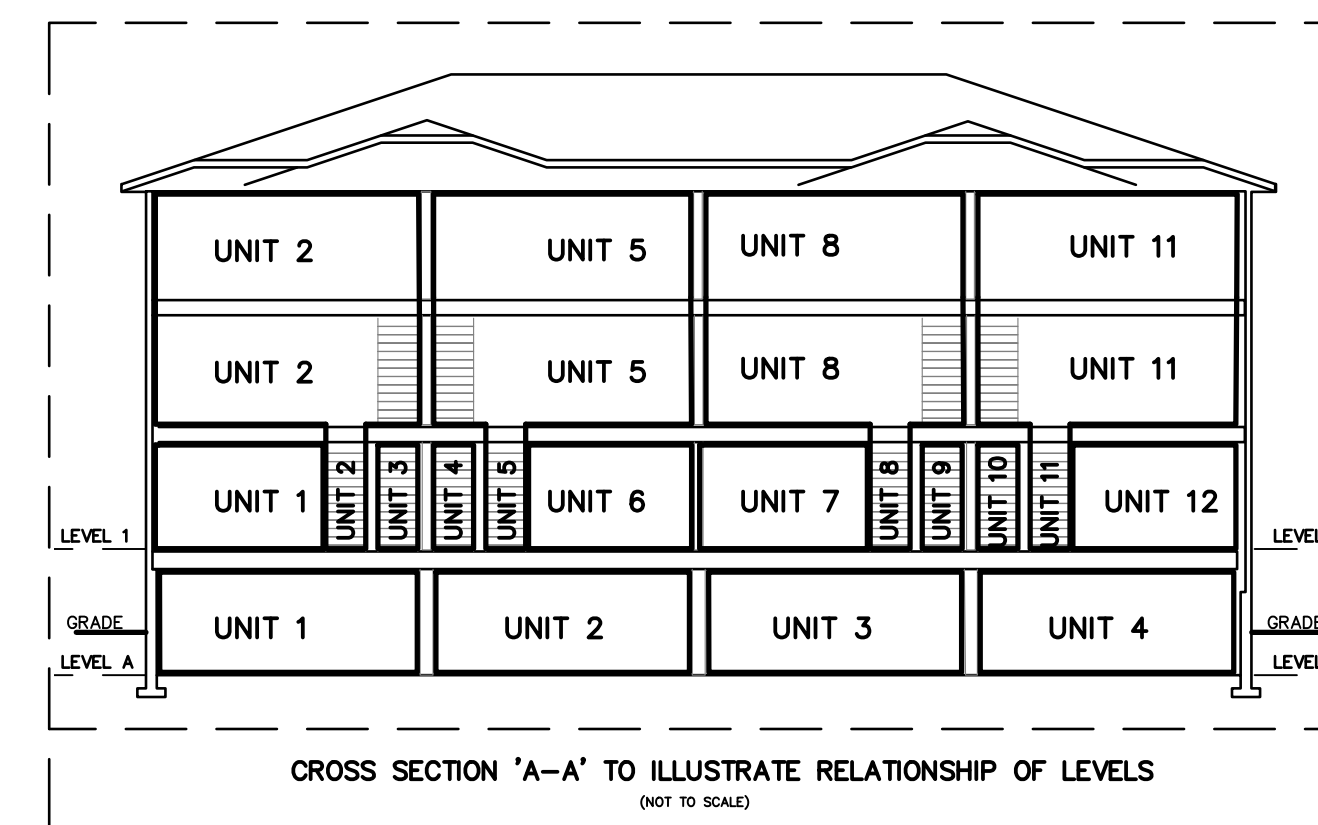 UNIT 2 UNIT 5 UNIT 8 UNIT 11
UNIT 2 UNIT 5 UNIT 8 UNIT 11
UNIT 1 UNIT 2 UNIT 3 UNIT 4 UNIT 5 UNIT 6 UNIT 7 UNIT 8 UNIT 9 UNIT 10 UNIT 11 UNIT 12
LEVEL 1 LEVEL
UNIT 1 UNIT 2 UNIT 3 UNIT 4
GRADE GRADE
LEVEL A LEVEL
CROSS SECTION 'A–A' TO ILLUSTRATE RELATIONSHIP OF LEVELS
(NOT TO SCALE)